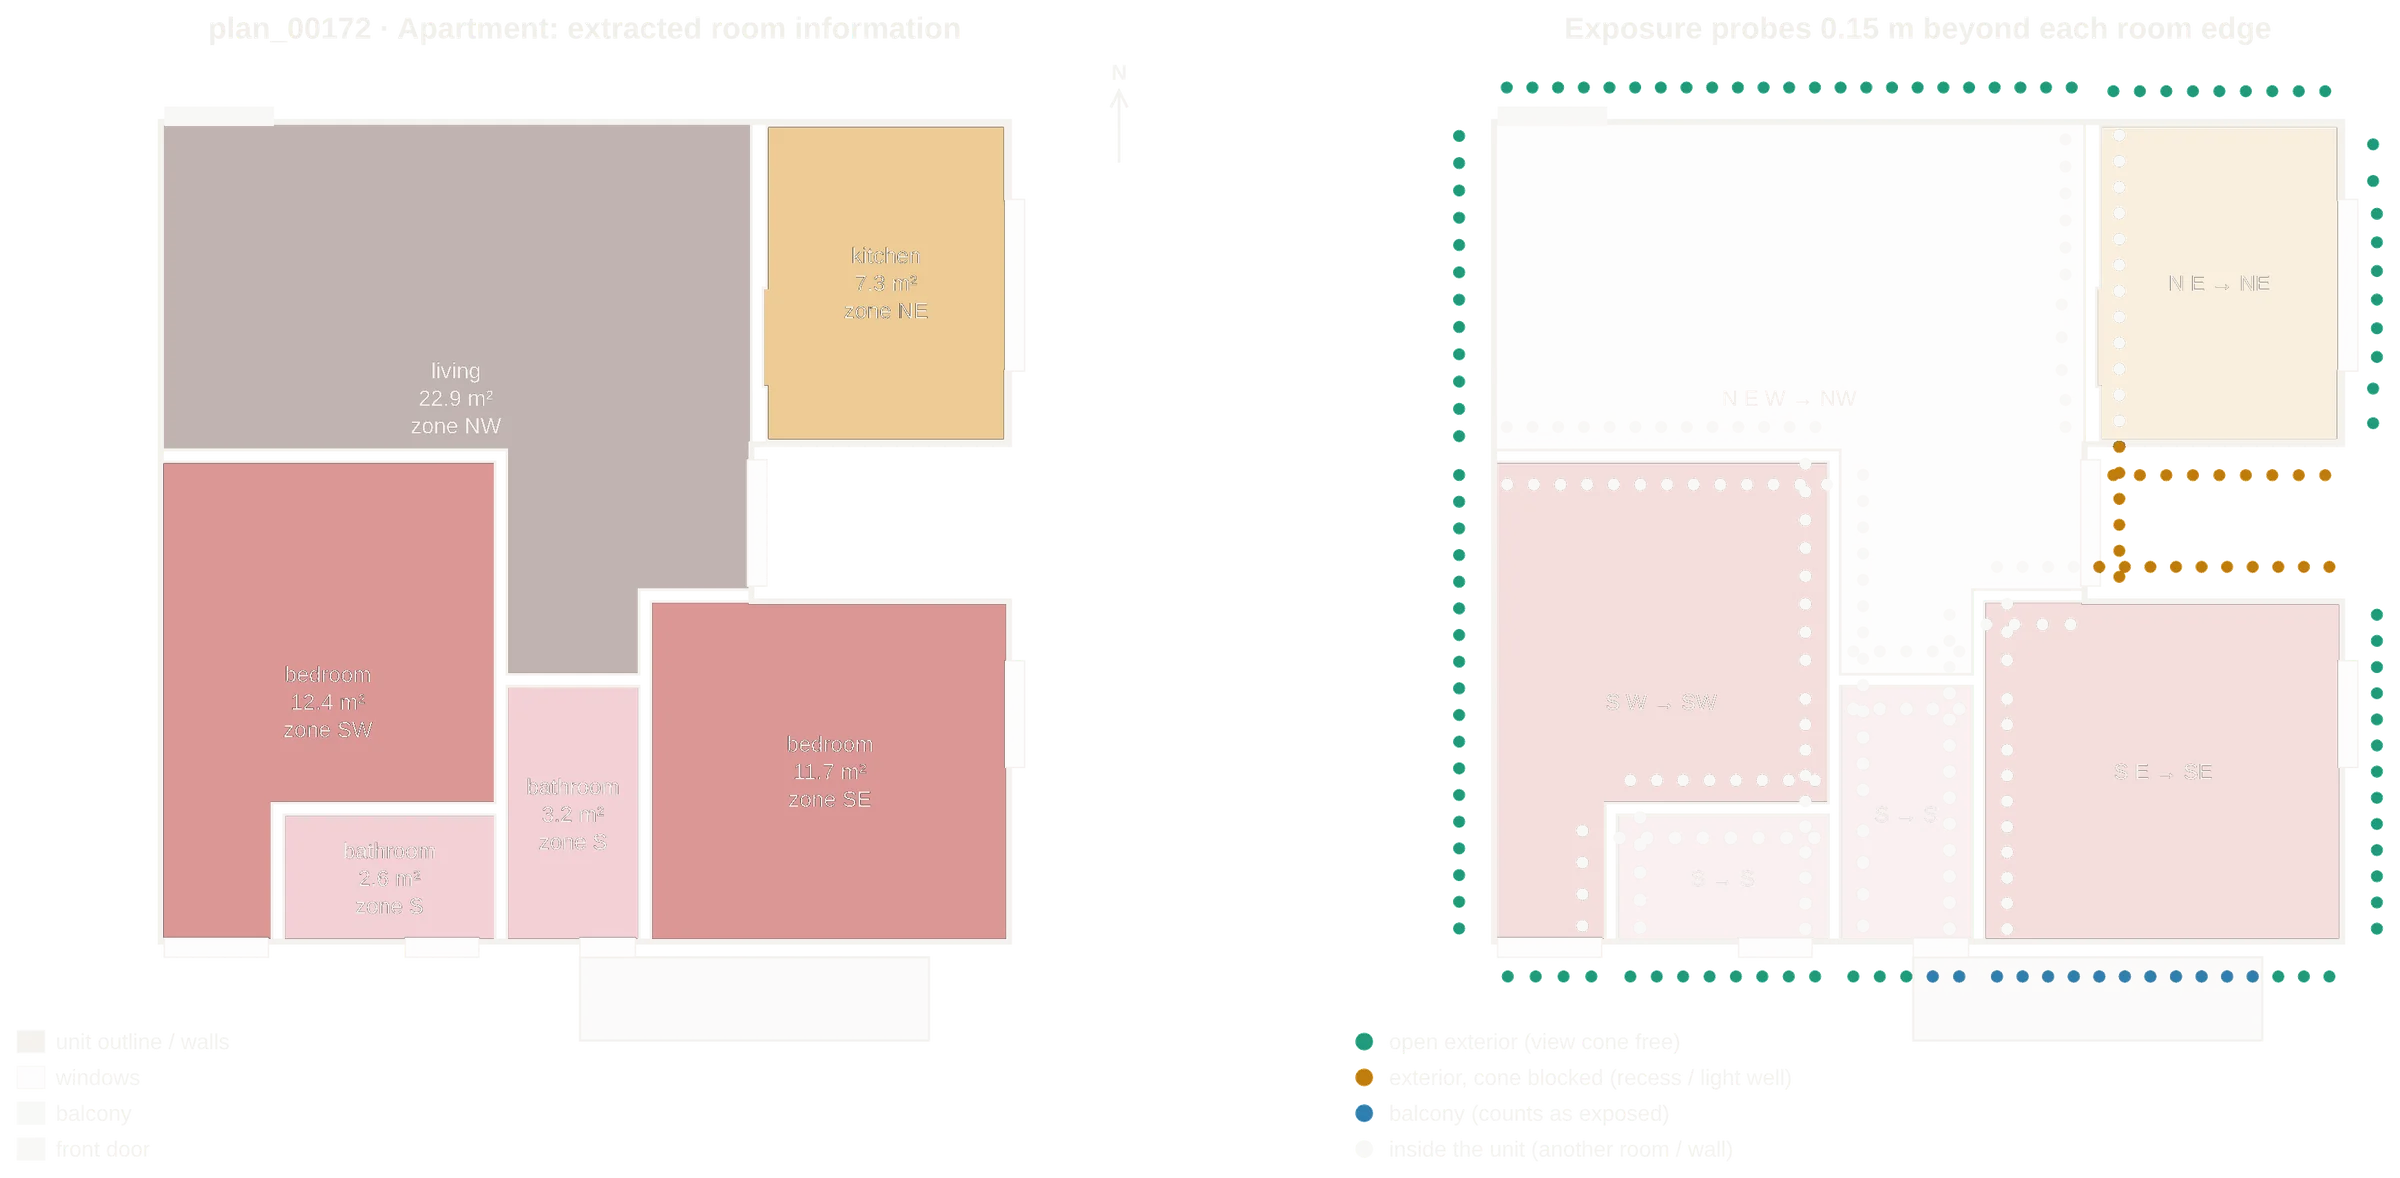 plan_00172 · Apartment: extracted room information
N
living
22.9 m²
zone NW
kitchen
7.3 m²
zone NE
bedroom
12.4 m²
zone SW
bathroom
2.6 m²
zone S
bathroom
3.2 m²
zone S
bedroom
11.7 m²
zone SE
unit outline / walls
windows
balcony
front door
Exposure probes 0.15 m beyond each room edge
N E W → NW
N E → NE
S W → SW
S → S
S → S
S E → SE
open exterior (view cone free)
exterior, cone blocked (recess / light well)
balcony (counts as exposed)
inside the unit (another room / wall)